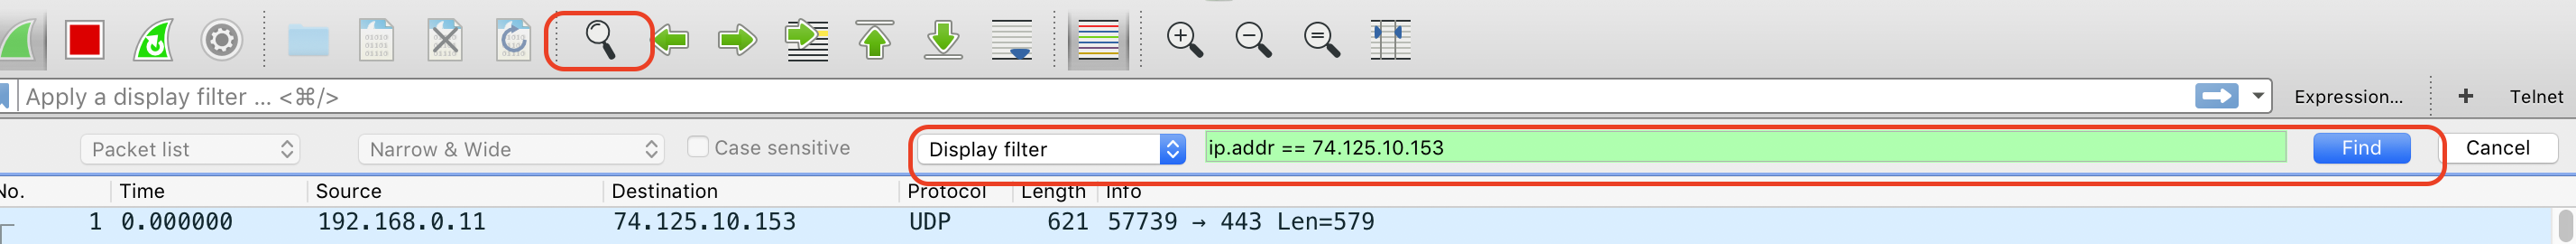 Apply a display filter ... <⌘/>
Expression...
+
Telnet
Packet list
Narrow & Wide
Case sensitive
Display filter
ip.addr == 74.125.10.153
Find
Cancel
No. Time Source Destination Protocol Length Info
1 0.000000 192.168.0.11 74.125.10.153 UDP 621 57739 → 443 Len=579